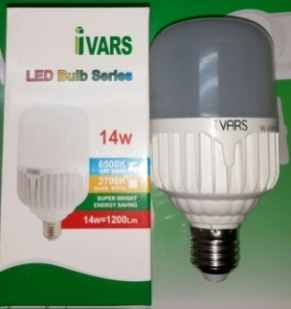 iVARS
LED Bulb Series
14w
6500K
2700K
SUPER BRIGHT
ENERGY SAVING
14w=1200Lm
iVARS